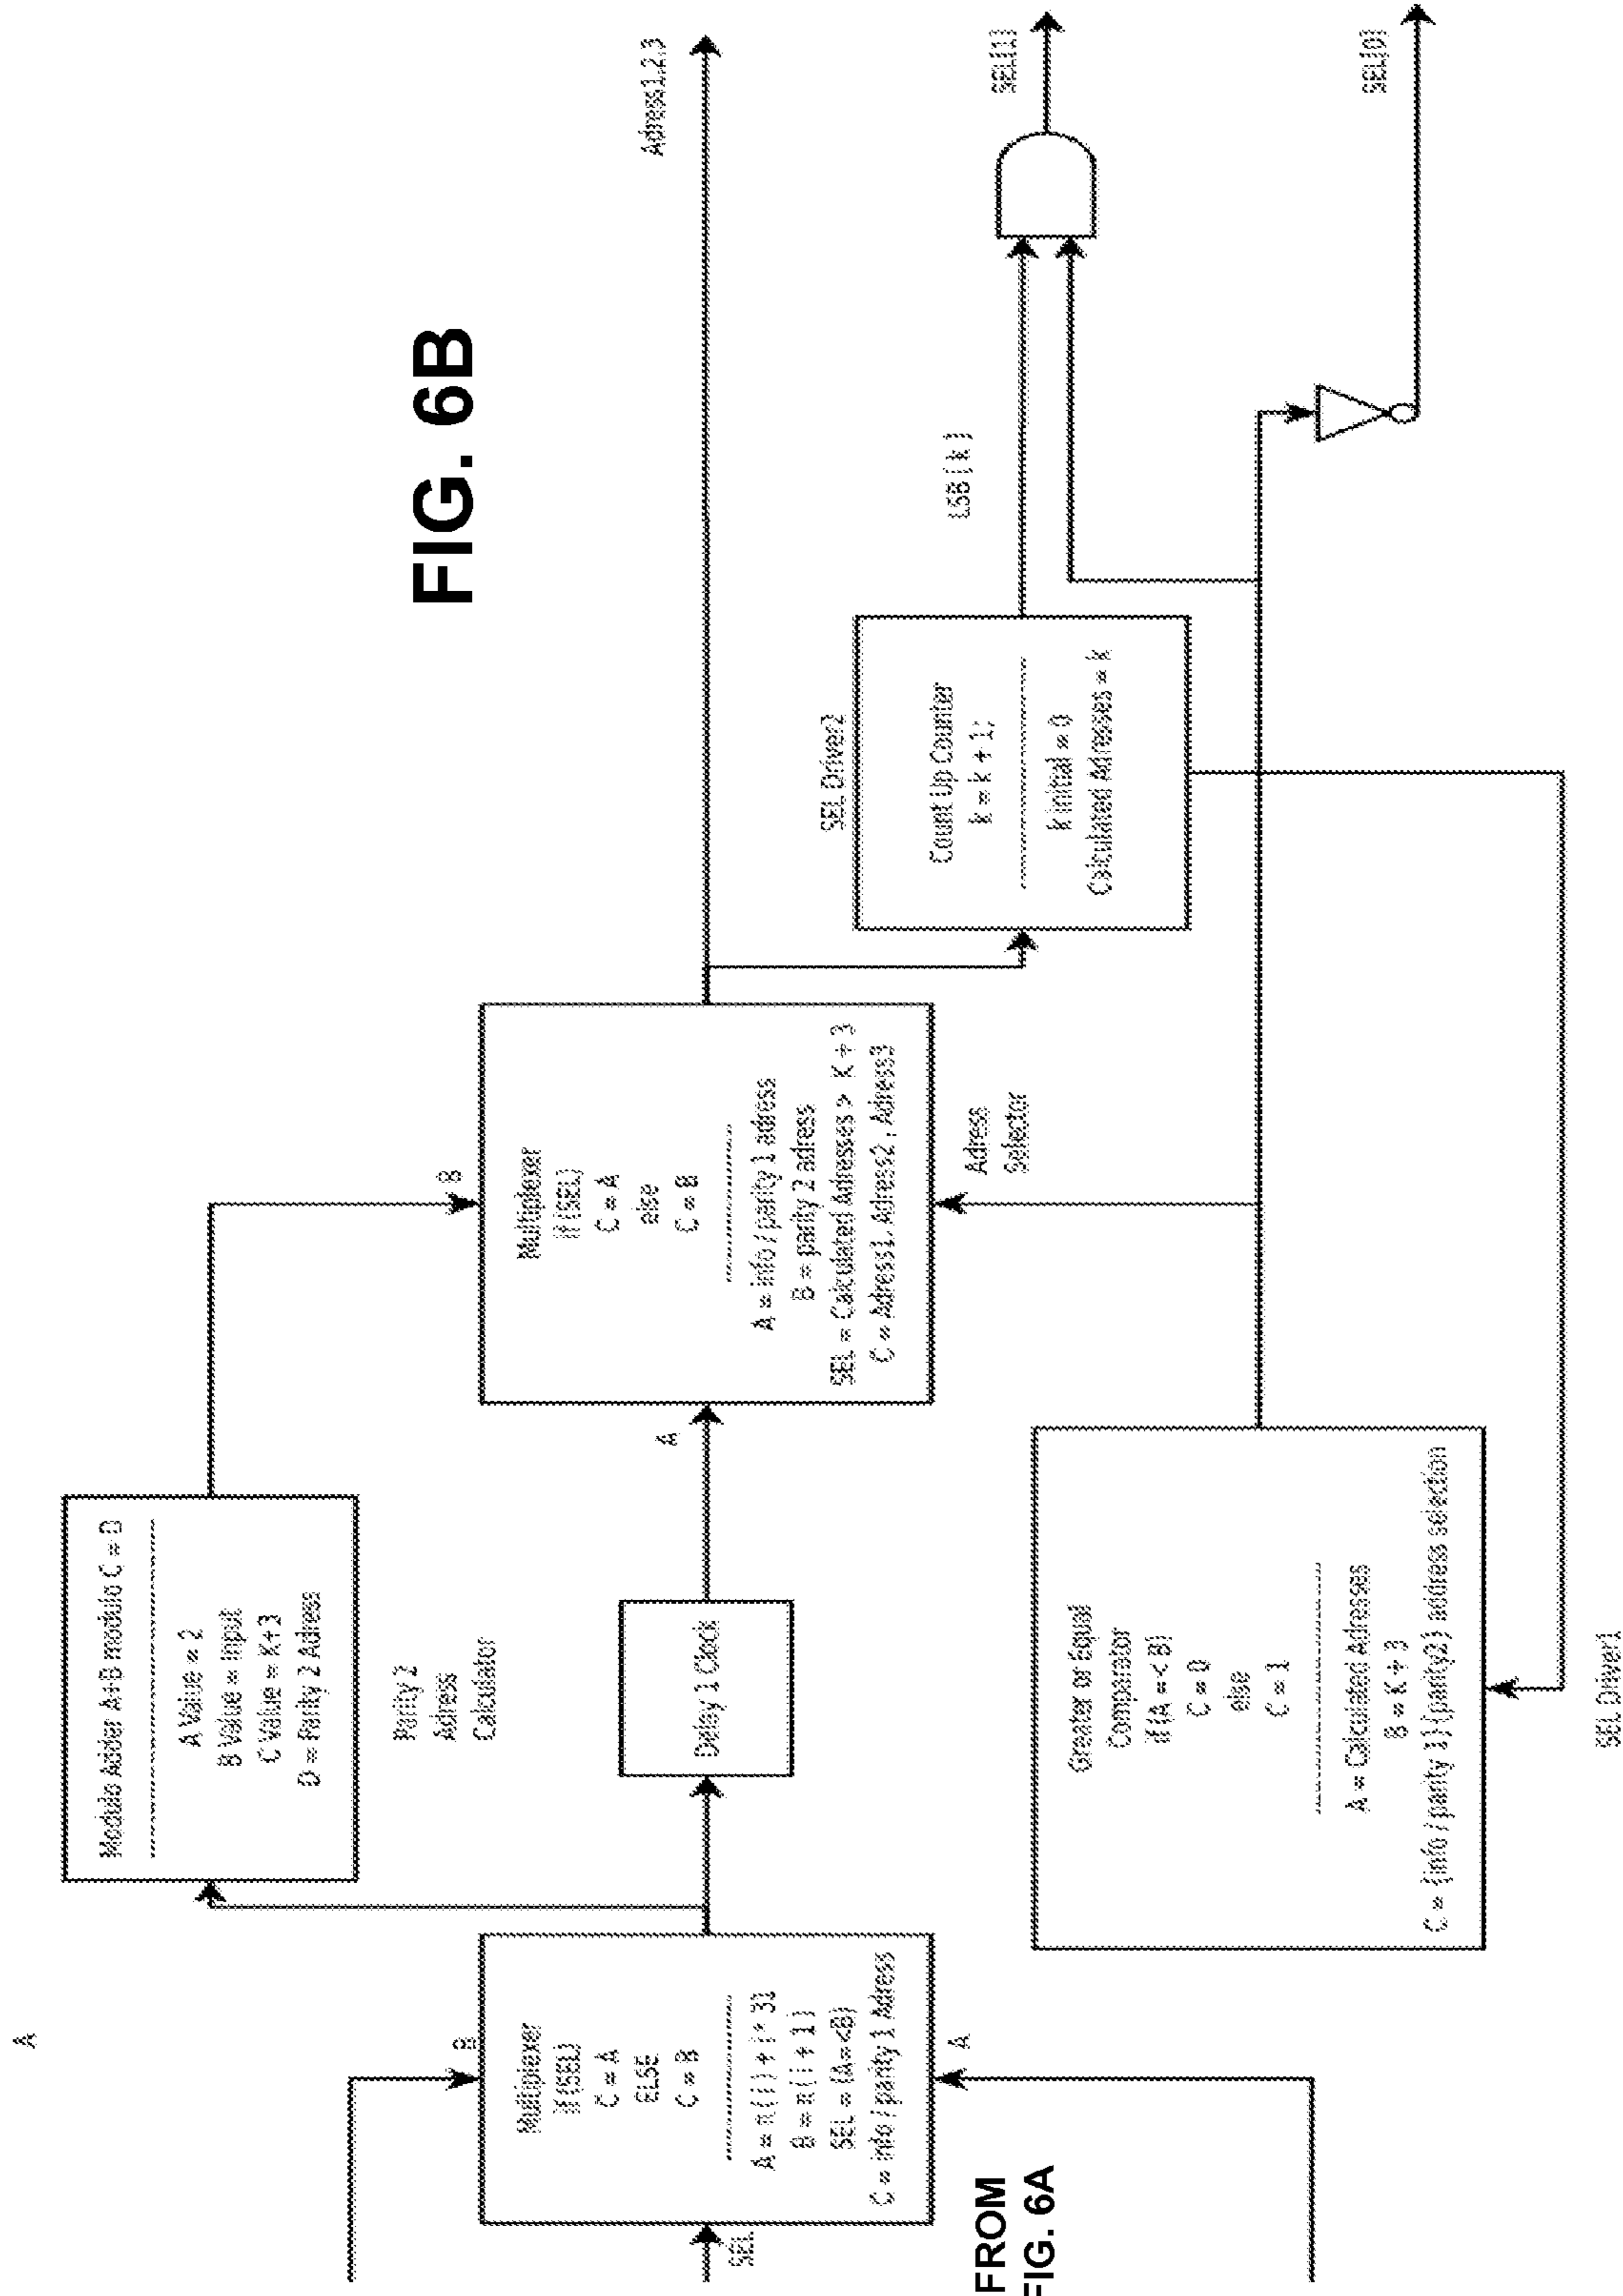 FIG. 6B
A
FROM
FIG. 6A
SEL
B
A
Multiplexer
if (SEL)
C = A
ELSE
C = B
B = n( i + 1)
SEL = (A=<B)
C = info / parity 1 Adress
Modulo Adder A+B modulo C = D
A Value = 2
B Value = Input
C Value = K+3
D = Parity 2 Adress
Parity 2
Adress
Calculator
Delay 1 Clock
A
B
Multiplexer
if (SEL)
C = A
else
C = B
A = info / parity 1 adress
B = parity 2 adress
SEL = Calculated Adresses > K + 3
C = Adress1, Adress2, Adress3
Adress
Selector
Adress1,2,3
SEL Driver2
Count Up Counter
k = k + 1;
k initial = 0
Calculated Adresses = k
LSB ( k )
SEL[1]
SEL[0]
Greater or Equal
Comparator
if (A =< B)
C = 0
else
C = 1
A = Calculated Adresses
B = K + 3
C = {info / parity 1}{parity2} address selection
SEL Driver1